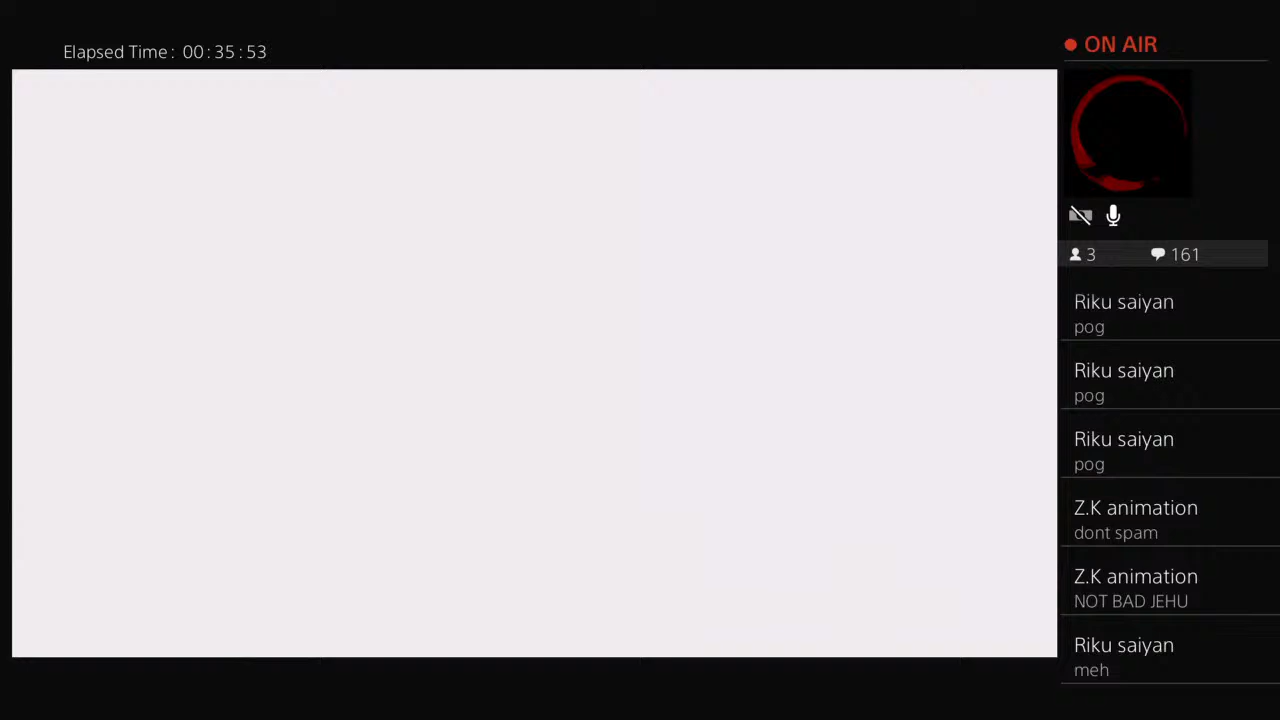 Elapsed Time: 00:35:53
ON AIR
3 161
Riku saiyan
pog
Riku saiyan
pog
Riku saiyan
pog
Z.K animation
dont spam
Z.K animation
NOT BAD JEHU
Riku saiyan
meh